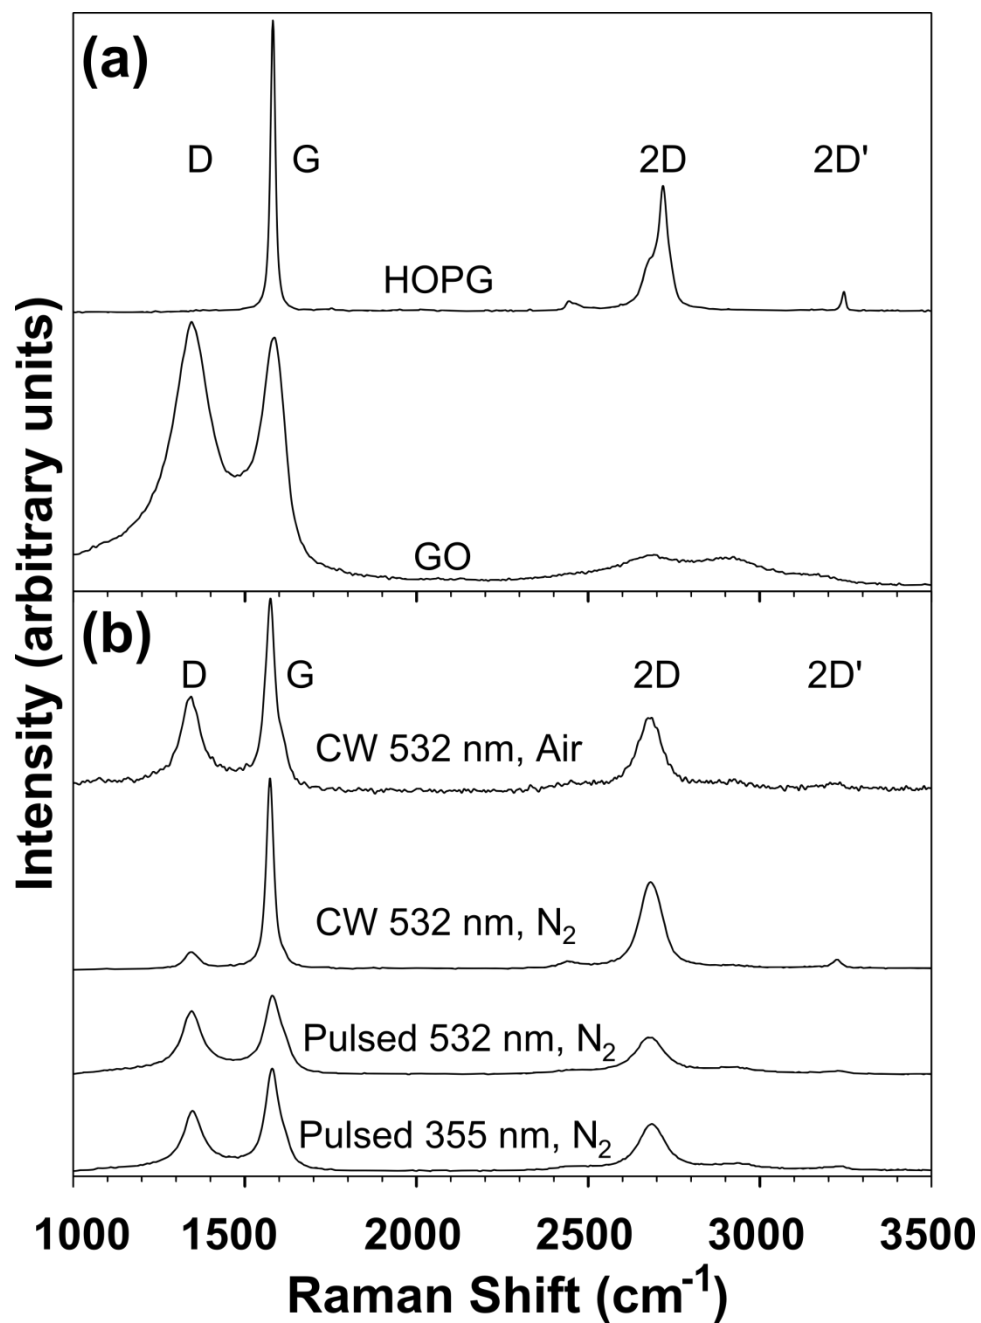 (a)
D G 2D 2D'
HOPG
GO
(b)
D G 2D 2D'
CW 532 nm, Air
CW 532 nm, N₂
Pulsed 532 nm, N₂
Pulsed 355 nm, N₂
1000 1500 2000 2500 3000 3500
Raman Shift (cm⁻¹)
Intensity (arbitrary units)